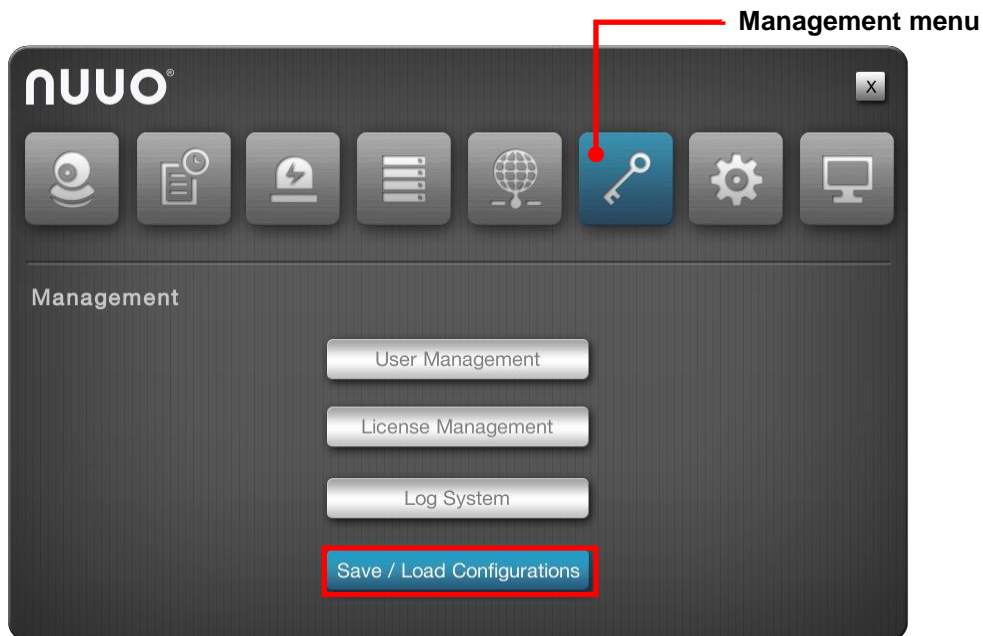 Management menu
nuuo®
X
Management
User Management
License Management
Log System
Save / Load Configurations